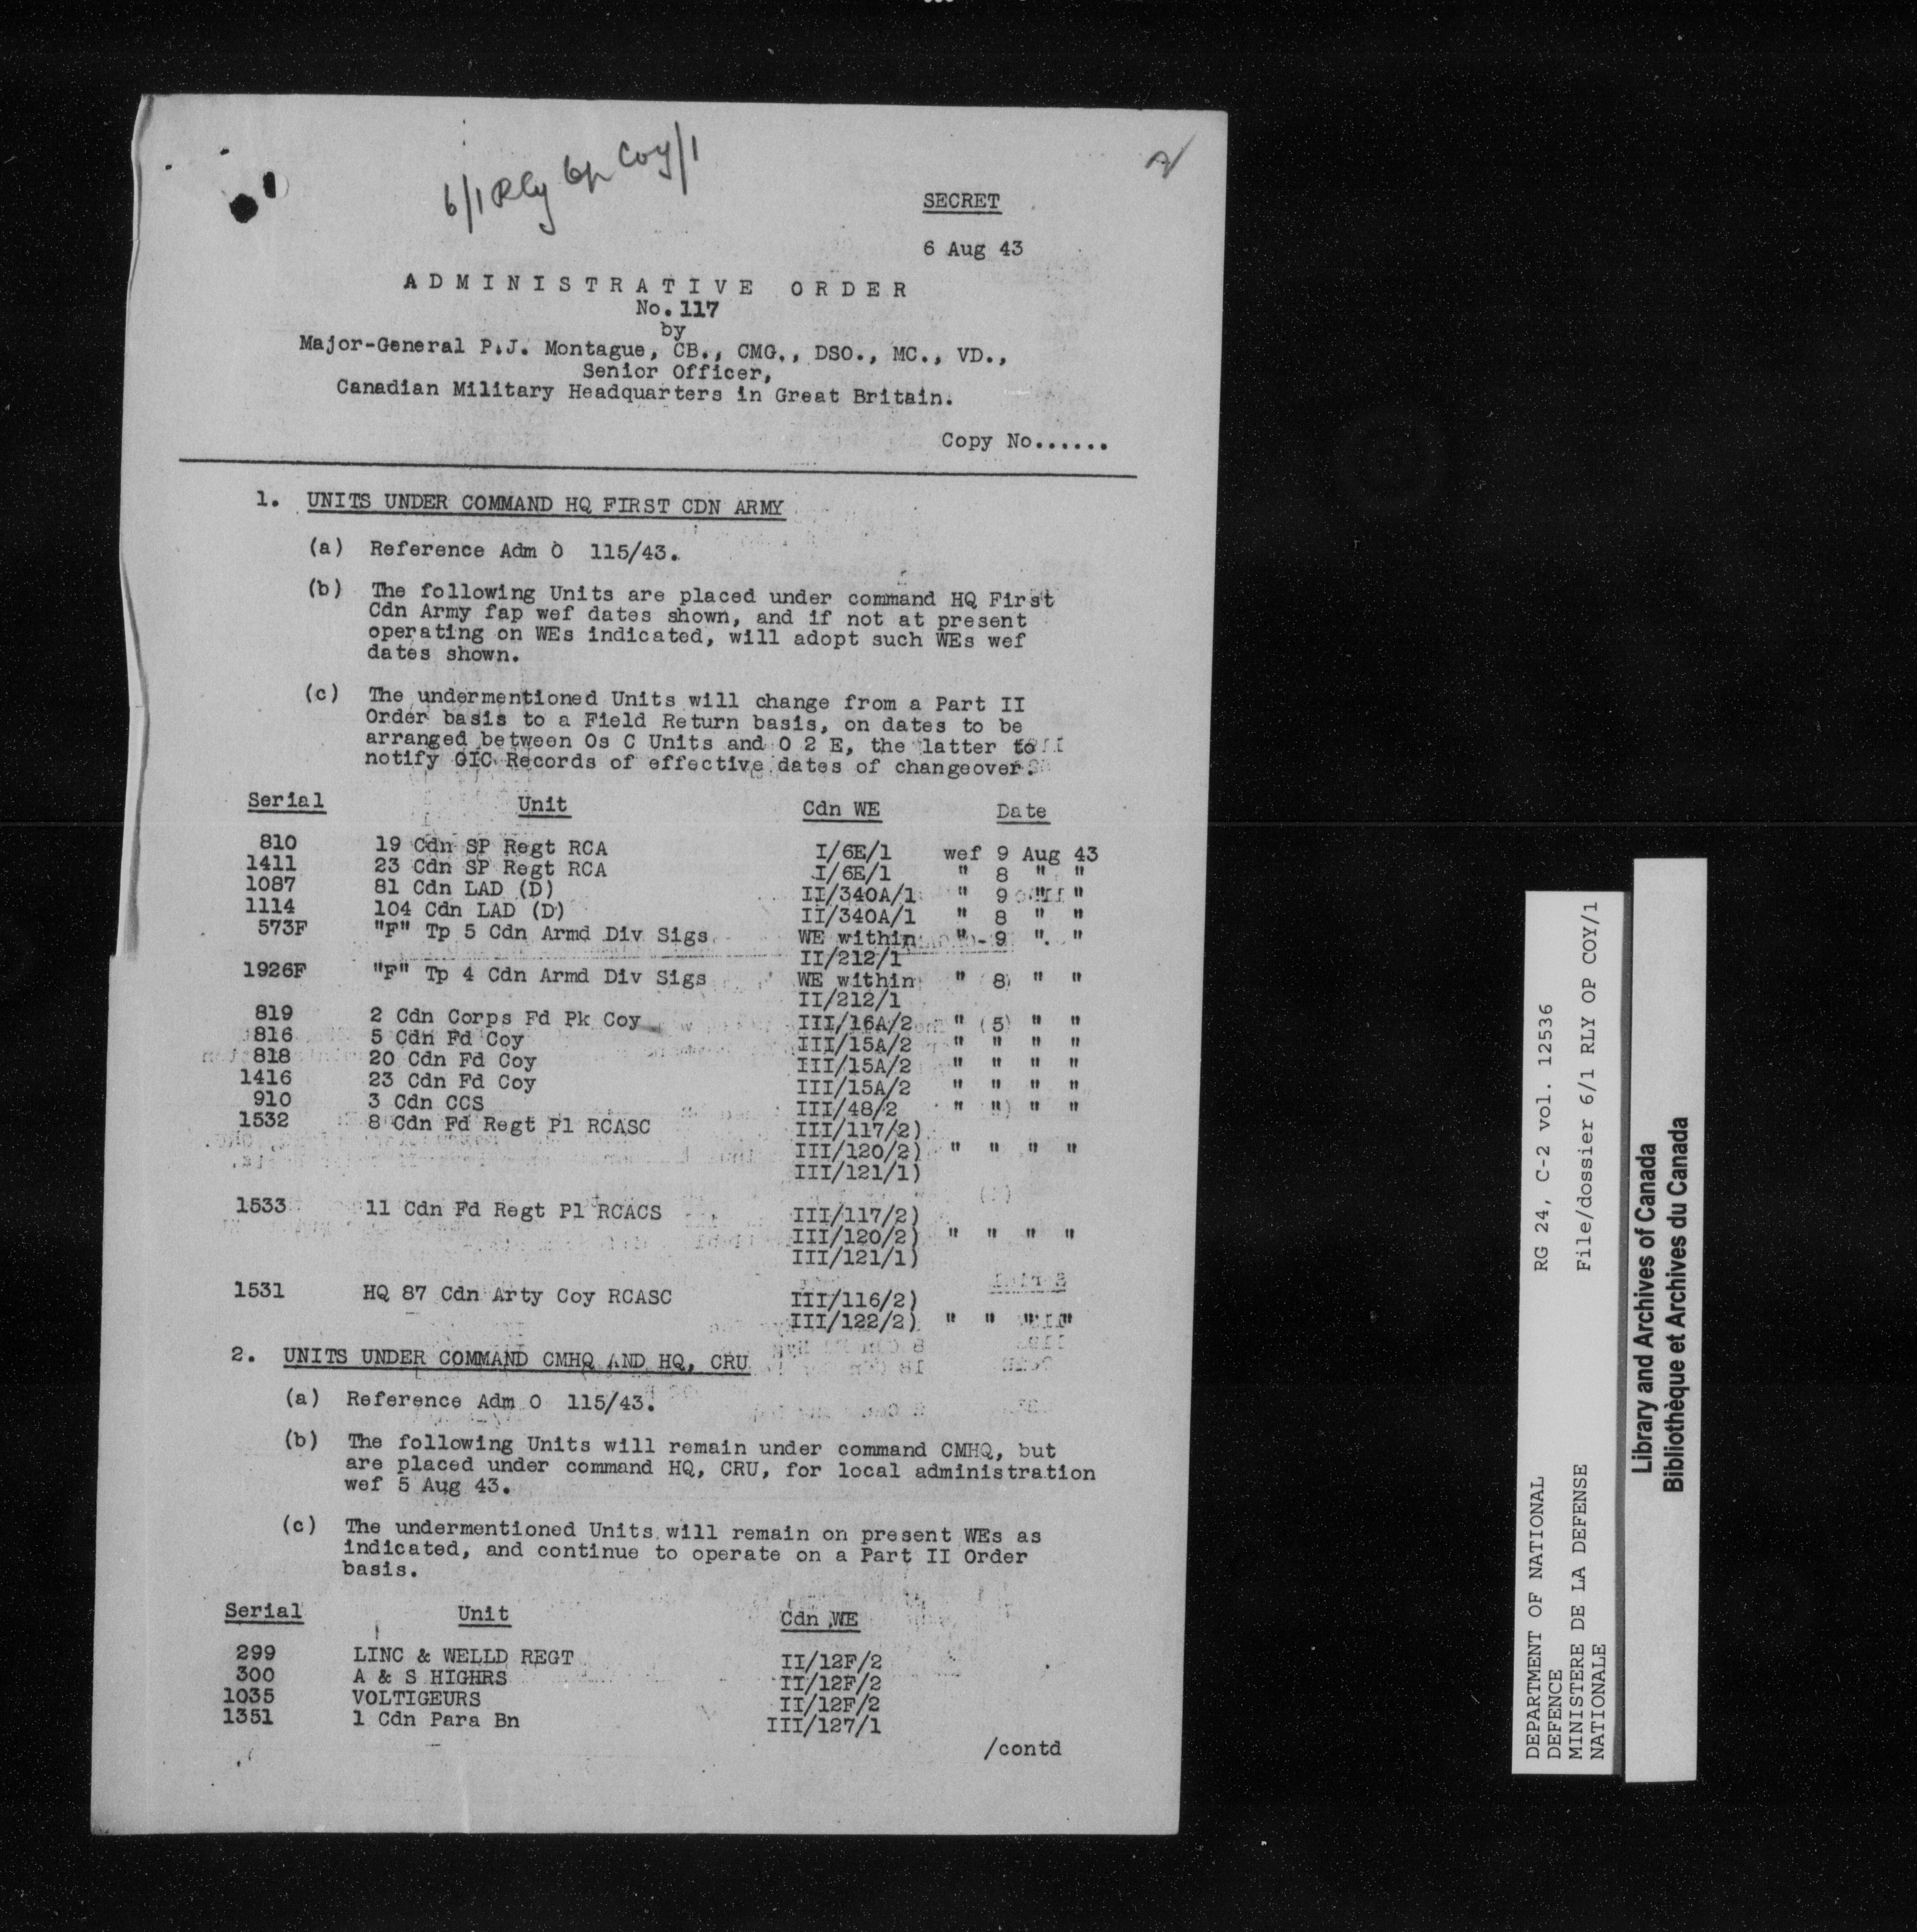 6/1 Rly Op Coy/1
2
SECRET
6 Aug 43
ADMINISTRATIVE ORDER
No. 117
by
Major-General P.J. Montague, CB., CMG., DSO., MC., VD.,
Senior Officer,
Canadian Military Headquarters in Great Britain.
Copy No......
1. UNITS UNDER COMMAND HQ FIRST CDN ARMY
(a) Reference Adm O 115/43.
(b) The following Units are placed under command HQ First
Cdn Army fap wef dates shown, and if not at present
operating on WEs indicated, will adopt such WEs wef
dates shown.
(c) The undermentioned Units will change from a Part II
Order basis to a Field Return basis, on dates to be
arranged between Os C Units and O 2 E, the latter to
notify OIC Records of effective dates of changeover.
Serial Unit Cdn WE Date
810 19 Cdn SP Regt RCA I/6E/1 wef 9 Aug 43
1411 23 Cdn SP Regt RCA I/6E/1 " 8 " "
1087 81 Cdn LAD (D) II/340A/1 " 9 " "
1114 104 Cdn LAD (D) II/340A/1 " 8 " "
573F "F" Tp 5 Cdn Armd Div Sigs WE within " 9 " "
II/212/1
1926F "F" Tp 4 Cdn Armd Div Sigs WE within " 8 " "
II/212/1
819 2 Cdn Corps Fd Pk Coy III/16A/2 " 5 " "
816 5 Cdn Fd Coy III/15A/2 " " " "
818 20 Cdn Fd Coy III/15A/2 " " " "
1416 23 Cdn Fd Coy III/15A/2 " " " "
910 3 Cdn CCS III/48/2 " " " "
1532 8 Cdn Fd Regt Pl RCASC III/117/2)
III/120/2) " " " "
III/121/1)
1533 11 Cdn Fd Regt Pl RCACS III/117/2)
III/120/2) " " " "
III/121/1)
1531 HQ 87 Cdn Arty Coy RCASC III/116/2)
III/122/2) " " " "
2. UNITS UNDER COMMAND CMHQ AND HQ, CRU
(a) Reference Adm O 115/43.
(b) The following Units will remain under command CMHQ, but
are placed under command HQ, CRU, for local administration
wef 5 Aug 43.
(c) The undermentioned Units will remain on present WEs as
indicated, and continue to operate on a Part II Order
basis.
Serial Unit Cdn WE
299 LINC & WELLD REGT II/12F/2
300 A & S HIGHRS II/12F/2
1035 VOLTIGEURS II/12F/2
1351 1 Cdn Para Bn III/127/1
/contd
DEPARTMENT OF NATIONAL
DEFENCE
MINISTERE DE LA DEFENSE
NATIONALE
RG 24, C-2 vol. 12536
File/dossier 6/1 RLY OP COY/1
Library and Archives of Canada
Bibliothèque et Archives du Canada